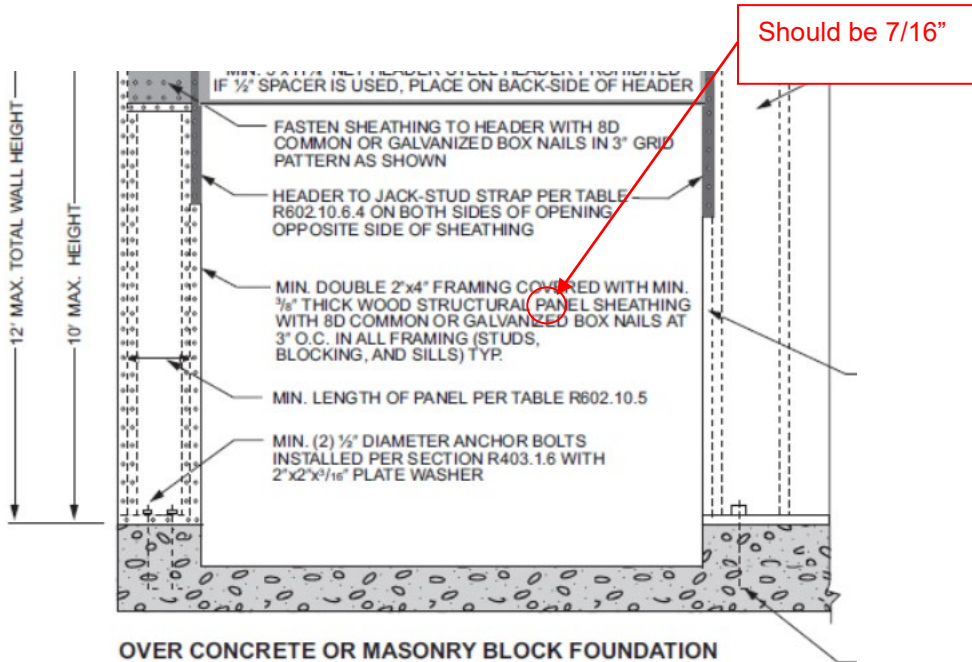 Should be 7/16”
IF ½″ SPACER IS USED, PLACE ON BACK-SIDE OF HEADER
FASTEN SHEATHING TO HEADER WITH 8D
COMMON OR GALVANIZED BOX NAILS IN 3″ GRID
PATTERN AS SHOWN
HEADER TO JACK-STUD STRAP PER TABLE
R602.10.6.4 ON BOTH SIDES OF OPENING
OPPOSITE SIDE OF SHEATHING
MIN. DOUBLE 2″x4″ FRAMING COVERED WITH MIN.
⅜″ THICK WOOD STRUCTURAL PANEL SHEATHING
WITH 8D COMMON OR GALVANIZED BOX NAILS AT
3″ O.C. IN ALL FRAMING (STUDS,
BLOCKING, AND SILLS) TYP.
MIN. LENGTH OF PANEL PER TABLE R602.10.5
MIN. (2) ½″ DIAMETER ANCHOR BOLTS
INSTALLED PER SECTION R403.1.6 WITH
2″x2″x³/₁₆″ PLATE WASHER
12′ MAX. TOTAL WALL HEIGHT
10′ MAX. HEIGHT
OVER CONCRETE OR MASONRY BLOCK FOUNDATION